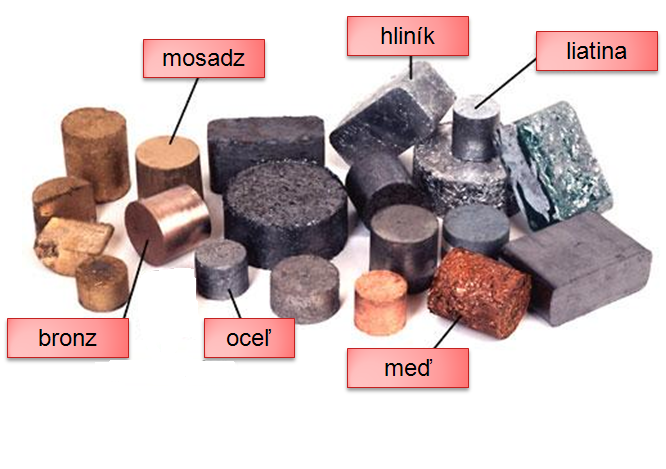 hliník
liatina
mosadz
bronz
oceľ
meď